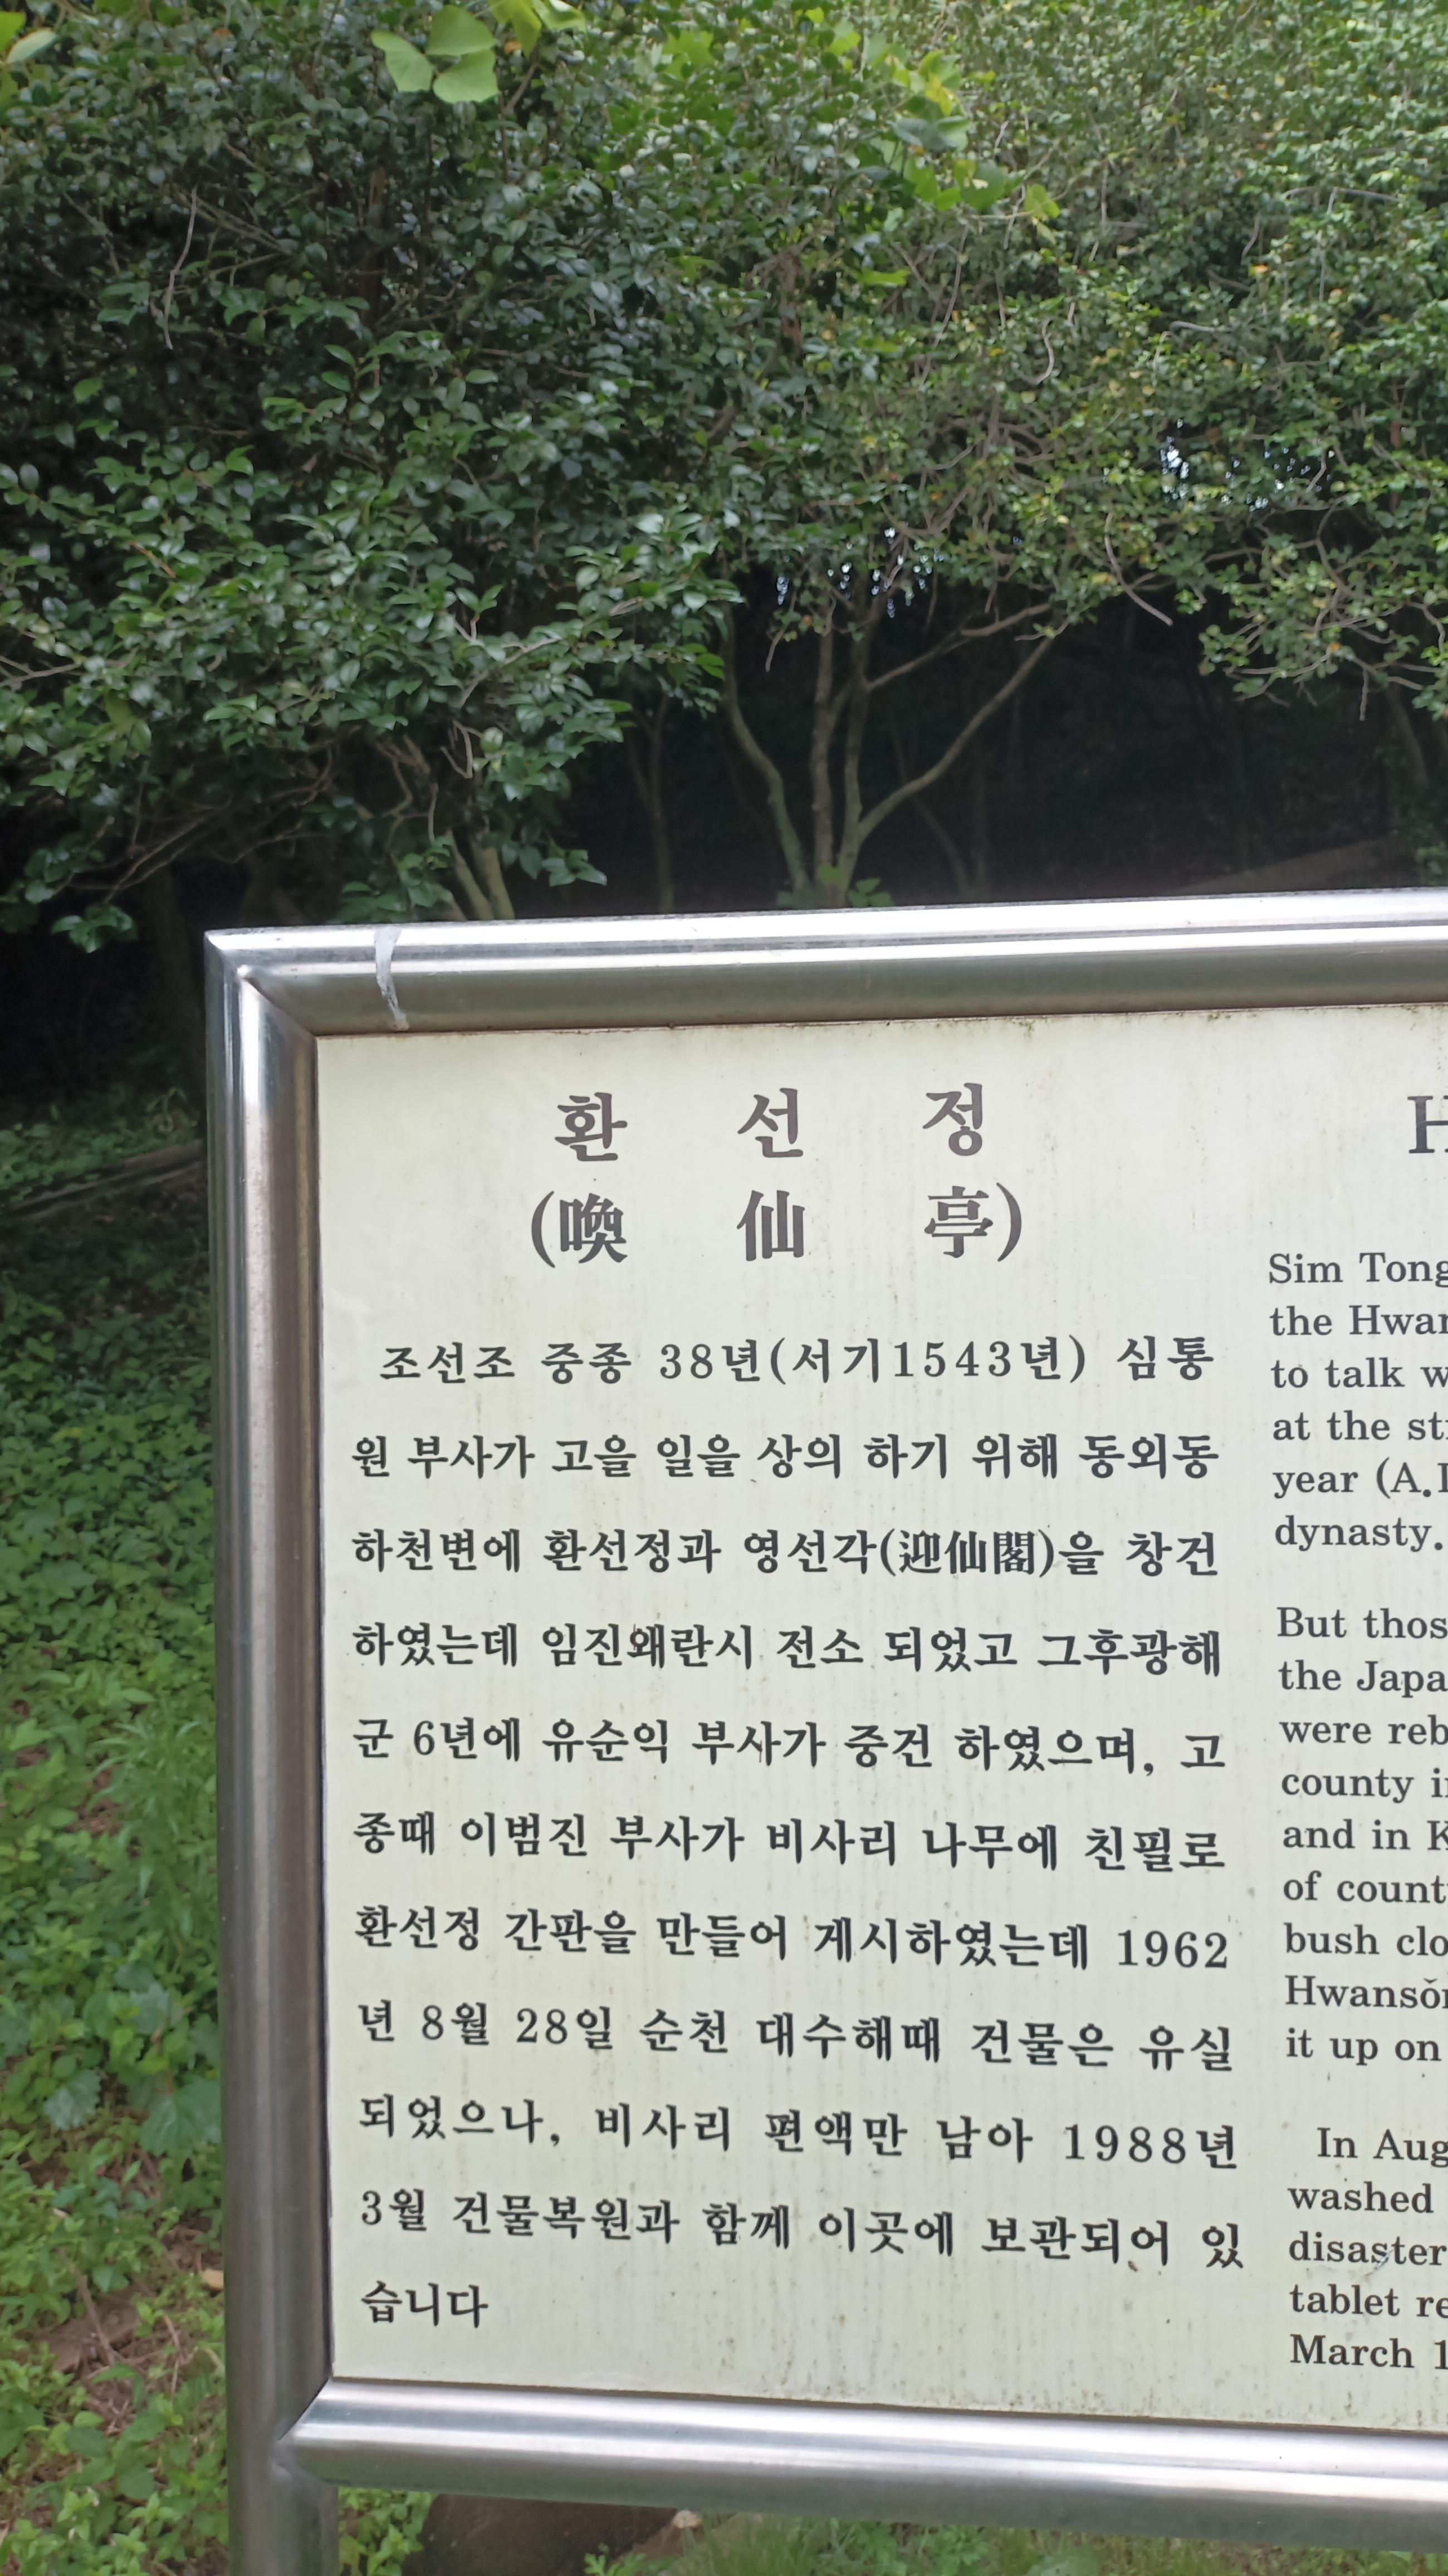 환 선 정
(喚 仙 亭)
조선조 중종 38년(서기1543년) 심통
원 부사가 고을 일을 상의 하기 위해 동외동
하천변에 환선정과 영선각(迎仙閣)을 창건
하였는데 임진왜란시 전소 되었고 그후광해
군 6년에 유순익 부사가 중건 하였으며, 고
종때 이범진 부사가 비사리 나무에 친필로
환선정 간판을 만들어 게시하였는데 1962
년 8월 28일 순천 대수해때 건물은 유실
되었으나, 비사리 편액만 남아 1988년
3월 건물복원과 함께 이곳에 보관되어 있
습니다
H
Sim Tong
the Hwan
to talk w
at the st
year (A.D
dynasty.
But thos
the Japa
were reb
county i
and in K
of count
bush clo
Hwansŏn
it up on
In Aug
washed
disaster
tablet re
March 1